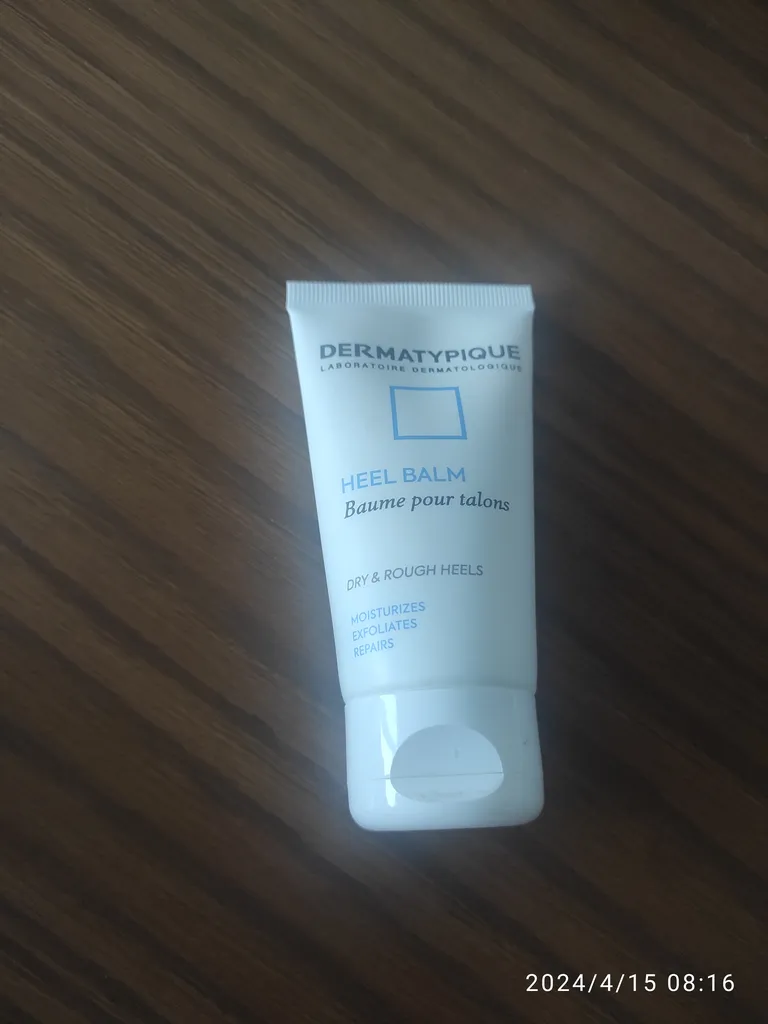 DERMATYPIQUE
LABORATOIRE DERMATOLOGIQUE
HEEL BALM
Baume pour talons
DRY & ROUGH HEELS
MOISTURIZES
EXFOLIATES
REPAIRS
2024/4/15 08:16